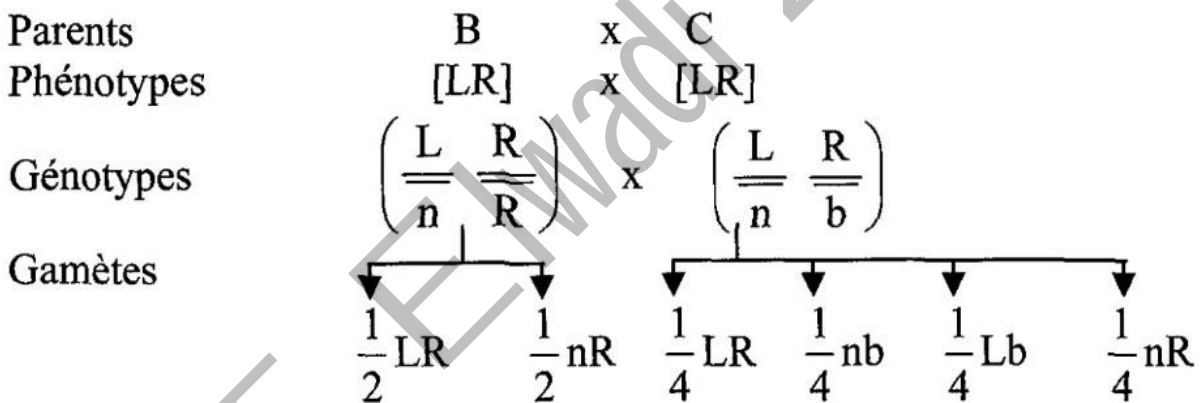 Parents B x C
Phénotypes [LR] x [LR]
L R L R
Génotypes x
n R n b
Gamètes
1/2 LR 1/2 nR 1/4 LR 1/4 nb 1/4 Lb 1/4 nR
Elwadi